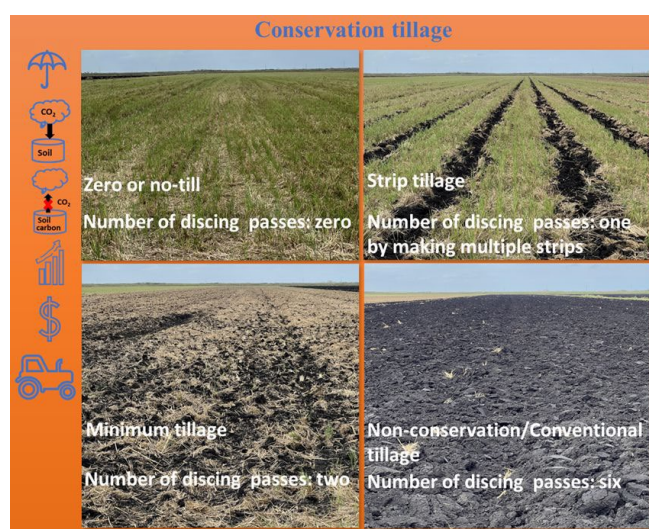 Conservation tillage
CO2
Soil
CO2
Soil
carbon
$
Zero or no-till
Number of discing passes: zero
Strip tillage
Number of discing passes: one
by making multiple strips
Minimum tillage
Number of discing passes: two
Non-conservation/Conventional
tillage
Number of discing passes: six